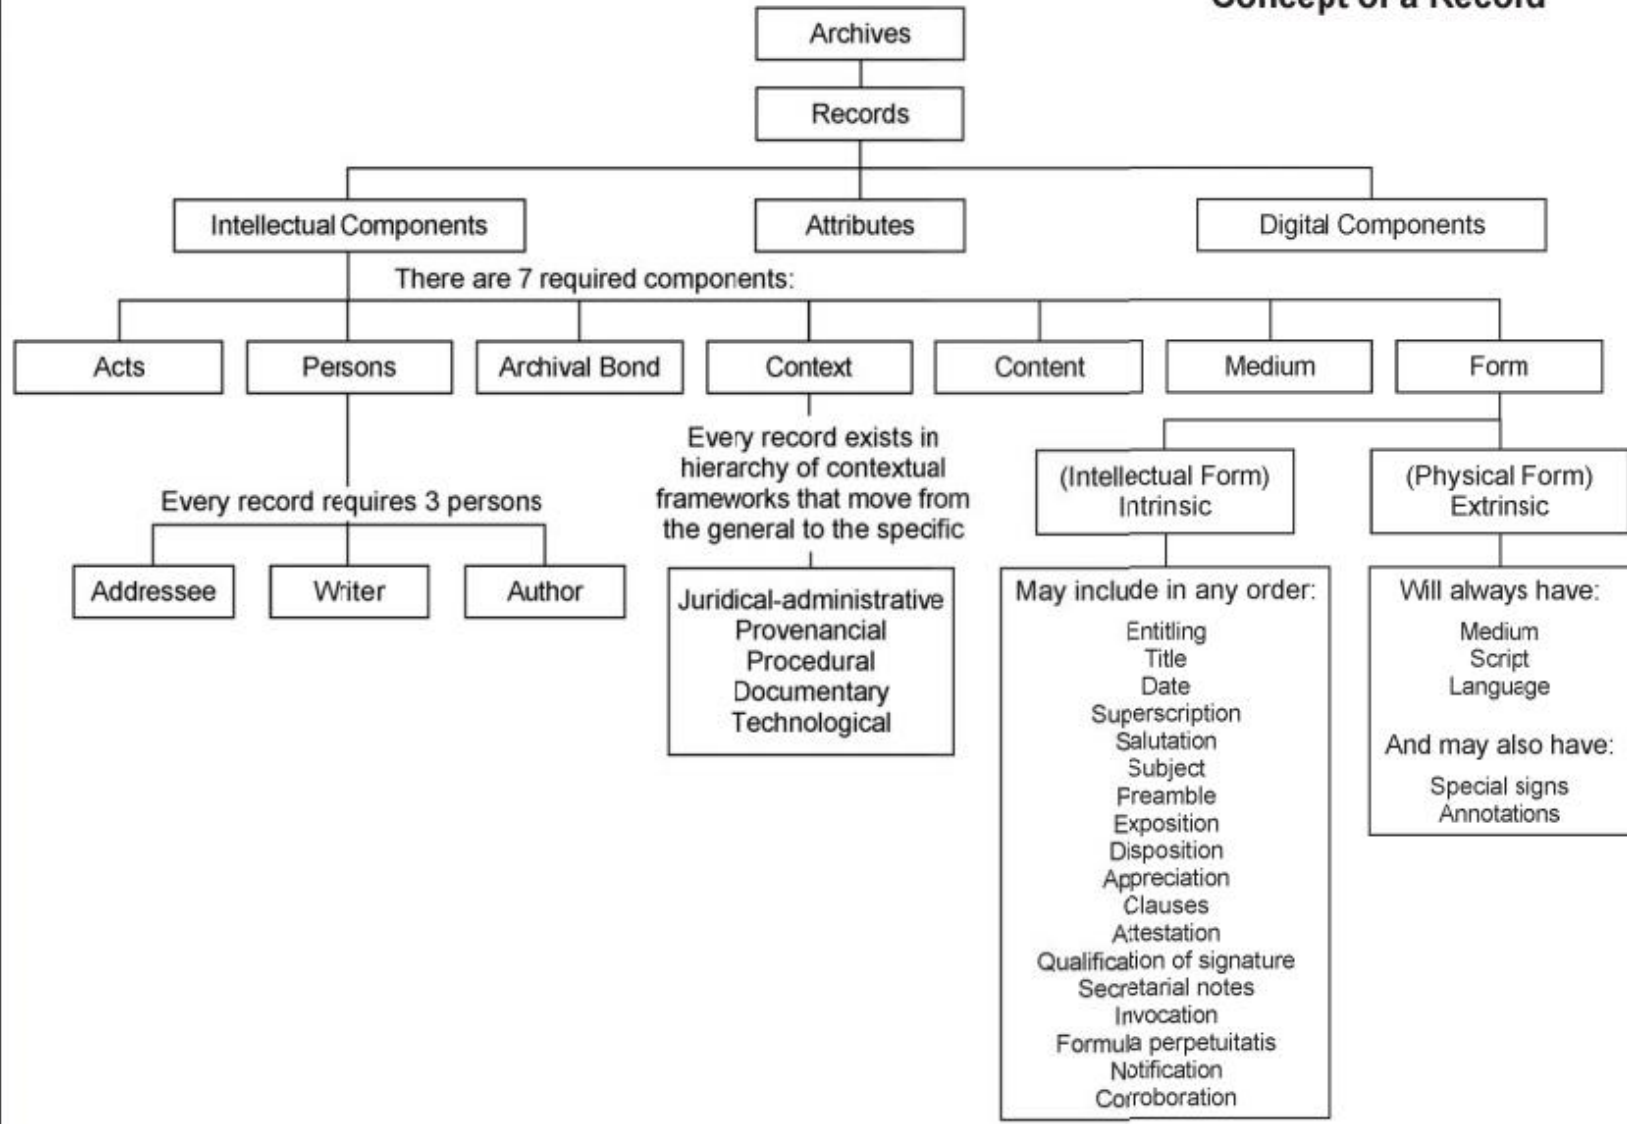 Concept of a Record
Archives
Records
Intellectual Components
Attributes
Digital Components
There are 7 required components:
Acts
Persons
Archival Bond
Context
Content
Medium
Form
Every record requires 3 persons
Addressee
Writer
Author
Every record exists in
hierarchy of contextual
frameworks that move from
the general to the specific
Juridical-administrative
Provenancial
Procedural
Documentary
Technological
(Intellectual Form)
Intrinsic
May include in any order:
Entitling
Title
Date
Superscription
Salutation
Subject
Preamble
Exposition
Disposition
Appreciation
Clauses
Attestation
Qualification of signature
Secretarial notes
Invocation
Formula perpetuitatis
Notification
Corroboration
(Physical Form)
Extrinsic
Will always have:
Medium
Script
Language
And may also have:
Special signs
Annotations